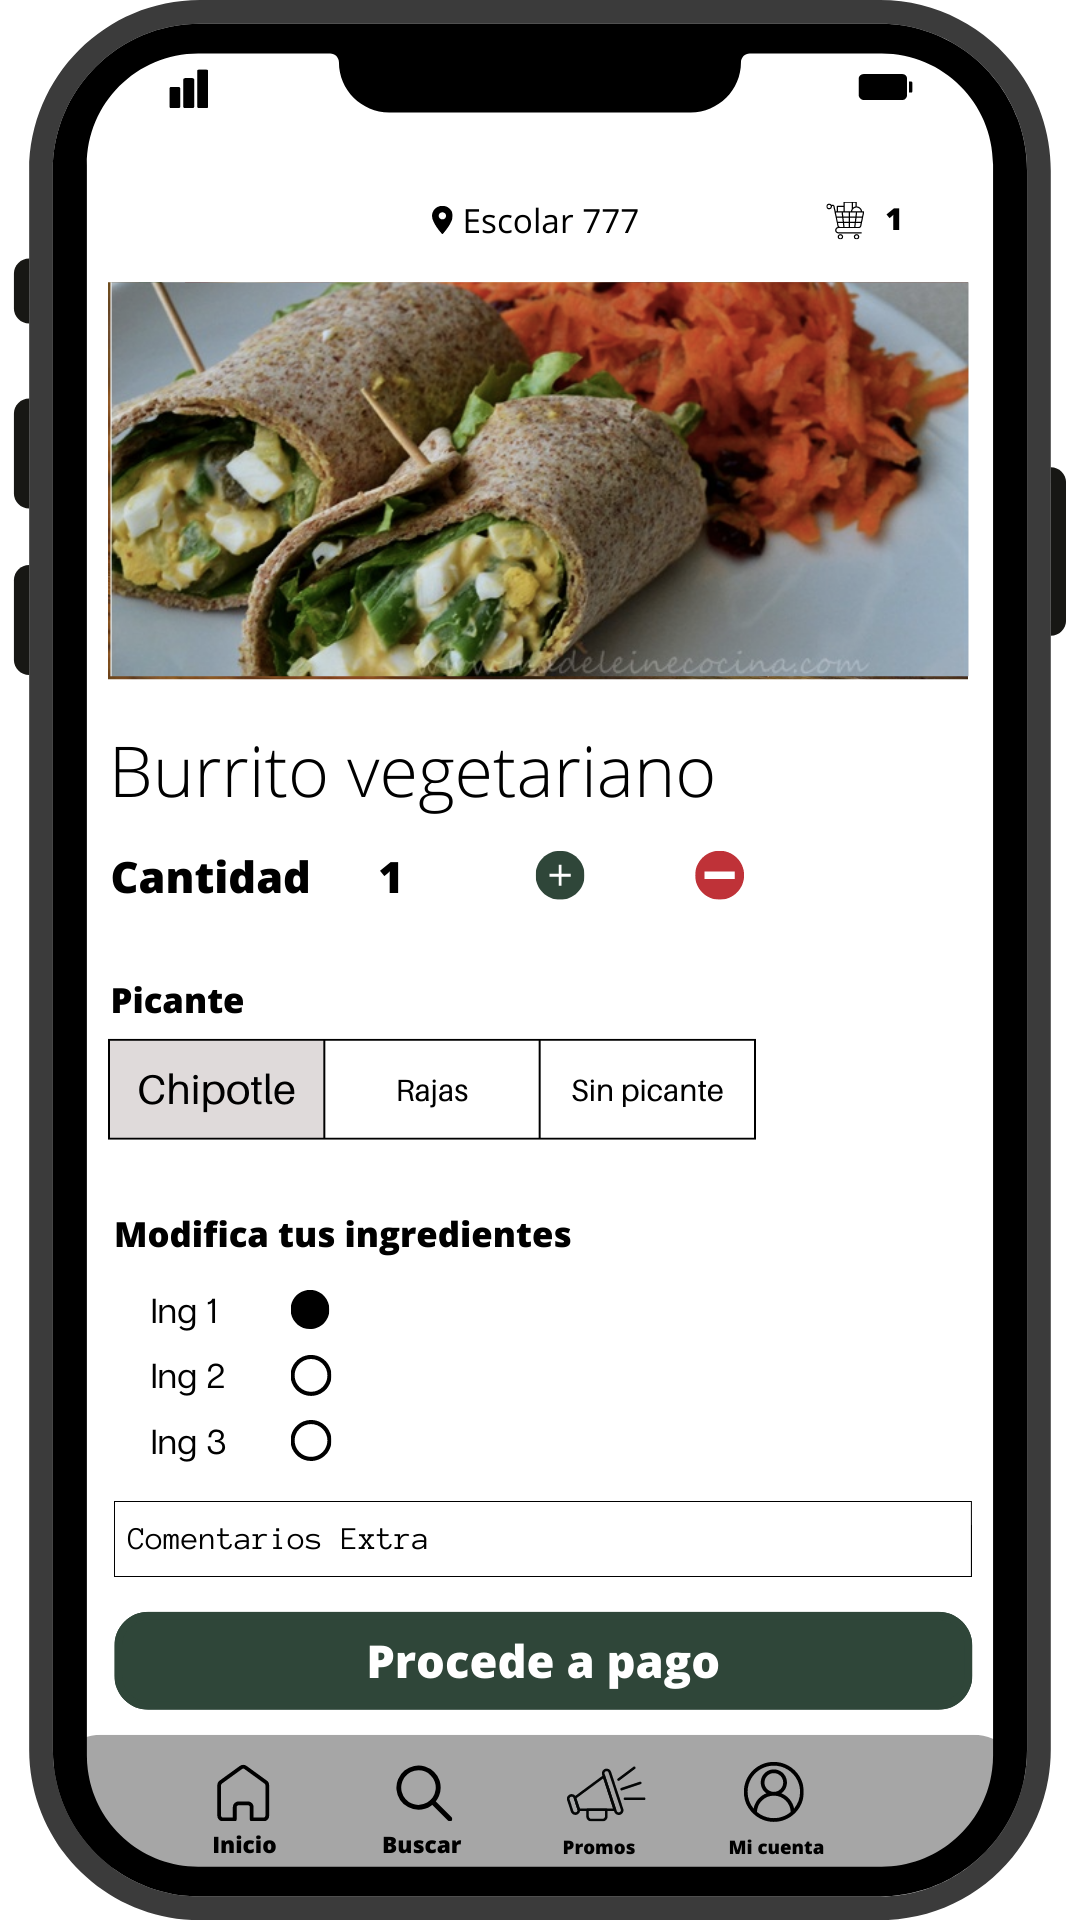 Escolar 777
1
www.madeleinecocina.com
Burrito vegetariano
Cantidad 1
Picante
Chipotle Rajas Sin picante
Modifica tus ingredientes
Ing 1
Ing 2
Ing 3
Comentarios Extra
Procede a pago
Inicio Buscar Promos Mi cuenta